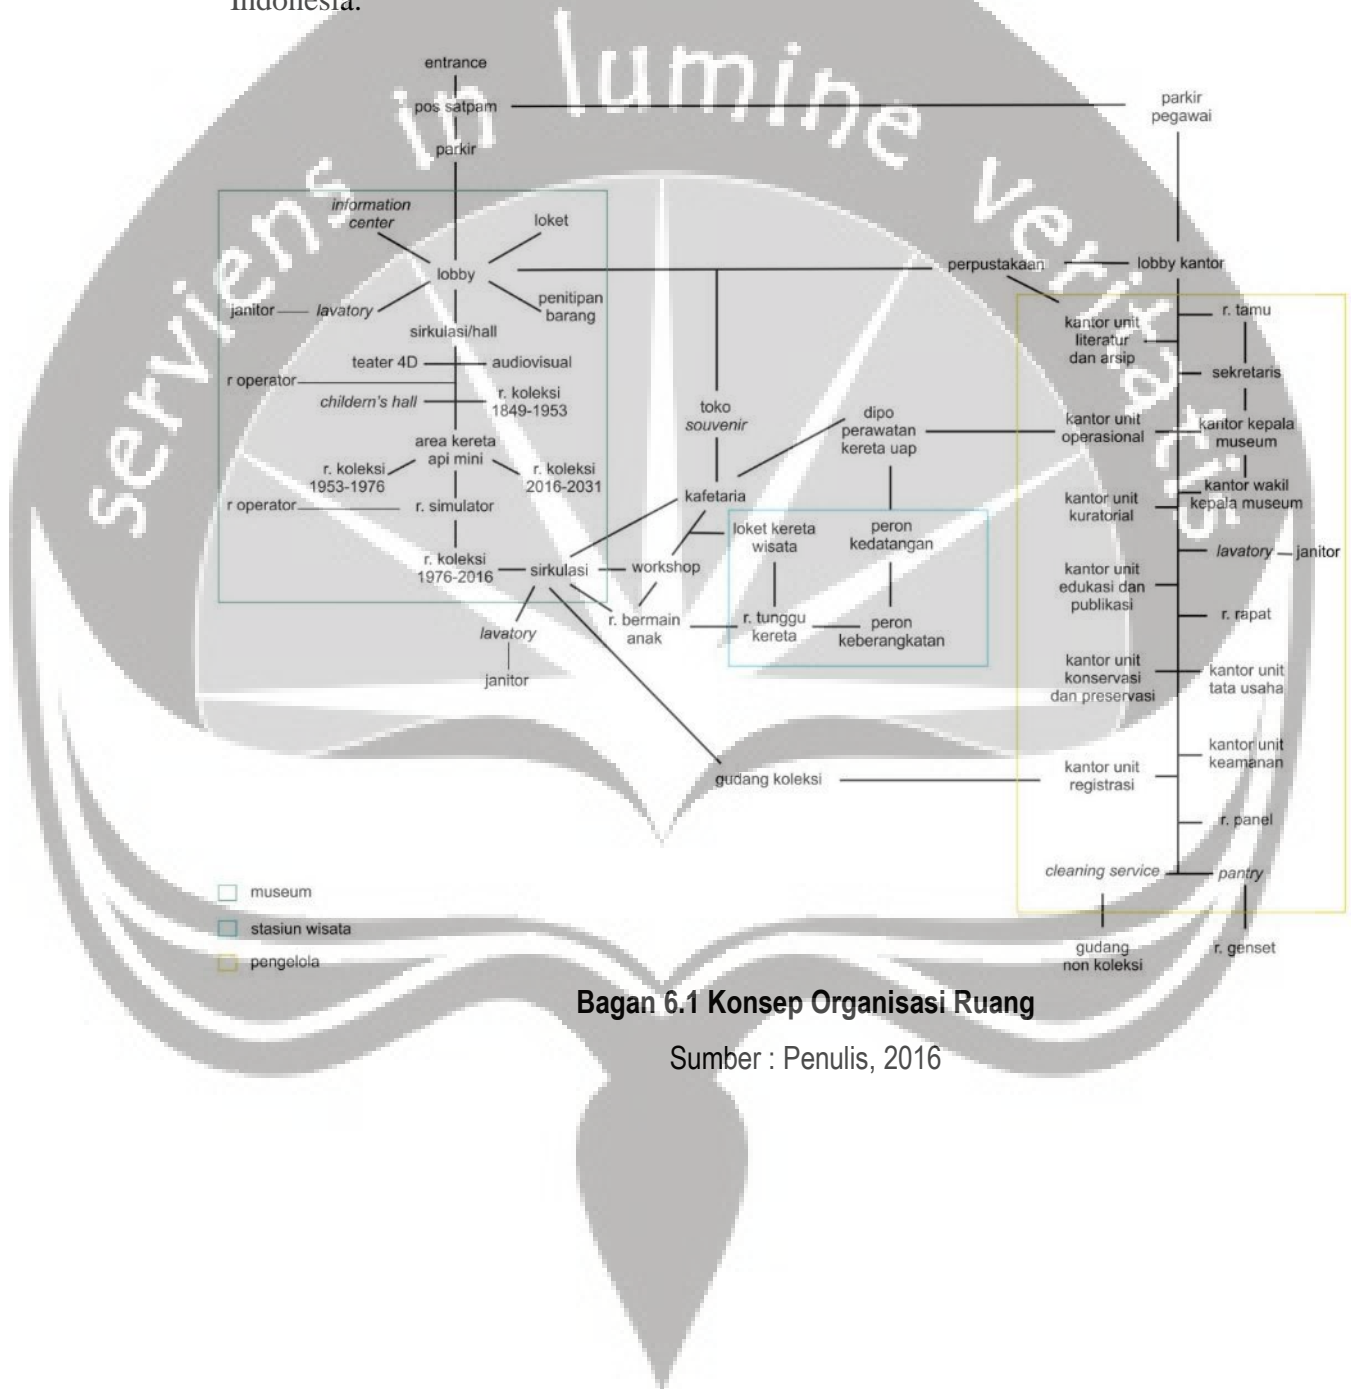 Indonesia.
serviens in lumine veritatis
entrance
pos satpam
parkir
parkir
pegawai
information
center
loket
lobby
penitipan
barang
janitor
lavatory
sirkulasi/hall
teater 4D
audiovisual
r operator
childern's hall
r. koleksi
1849-1953
area kereta
api mini
r. koleksi
1953-1976
r. koleksi
2016-2031
r operator
r. simulator
r. koleksi
1976-2016
sirkulasi
lavatory
janitor
toko
souvenir
kafetaria
workshop
r. bermain
anak
dipo
perawatan
kereta uap
loket kereta
wisata
peron
kedatangan
r. tunggu
kereta
peron
keberangkatan
gudang koleksi
perpustakaan
lobby kantor
kantor unit
literatur
dan arsip
r. tamu
sekretaris
kantor unit
operasional
kantor kepala
museum
kantor unit
kuratorial
kantor wakil
kepala museum
lavatory
janitor
kantor unit
edukasi dan
publikasi
r. rapat
kantor unit
konservasi
dan preservasi
kantor unit
tata usaha
kantor unit
registrasi
kantor unit
keamanan
r. panel
cleaning service
pantry
gudang
non koleksi
r. genset
museum
stasiun wisata
pengelola
Bagan 6.1 Konsep Organisasi Ruang
Sumber : Penulis, 2016